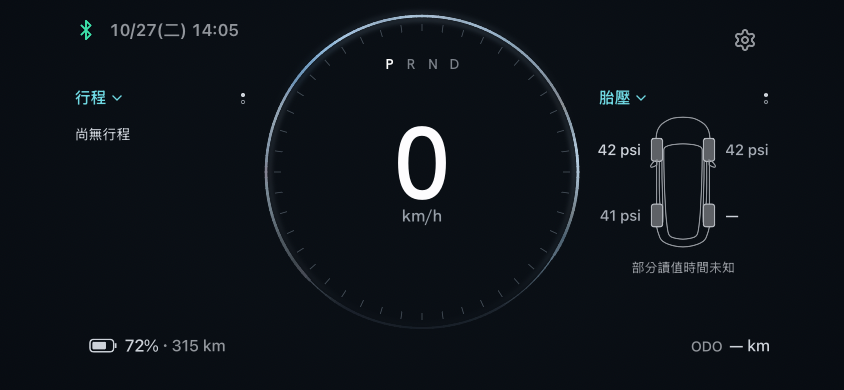 10/27(二) 14:05
P R N D
行程
胎壓
尚無行程
42 psi
42 psi
0
km/h
41 psi
—
部分讀值時間未知
72% · 315 km
ODO — km